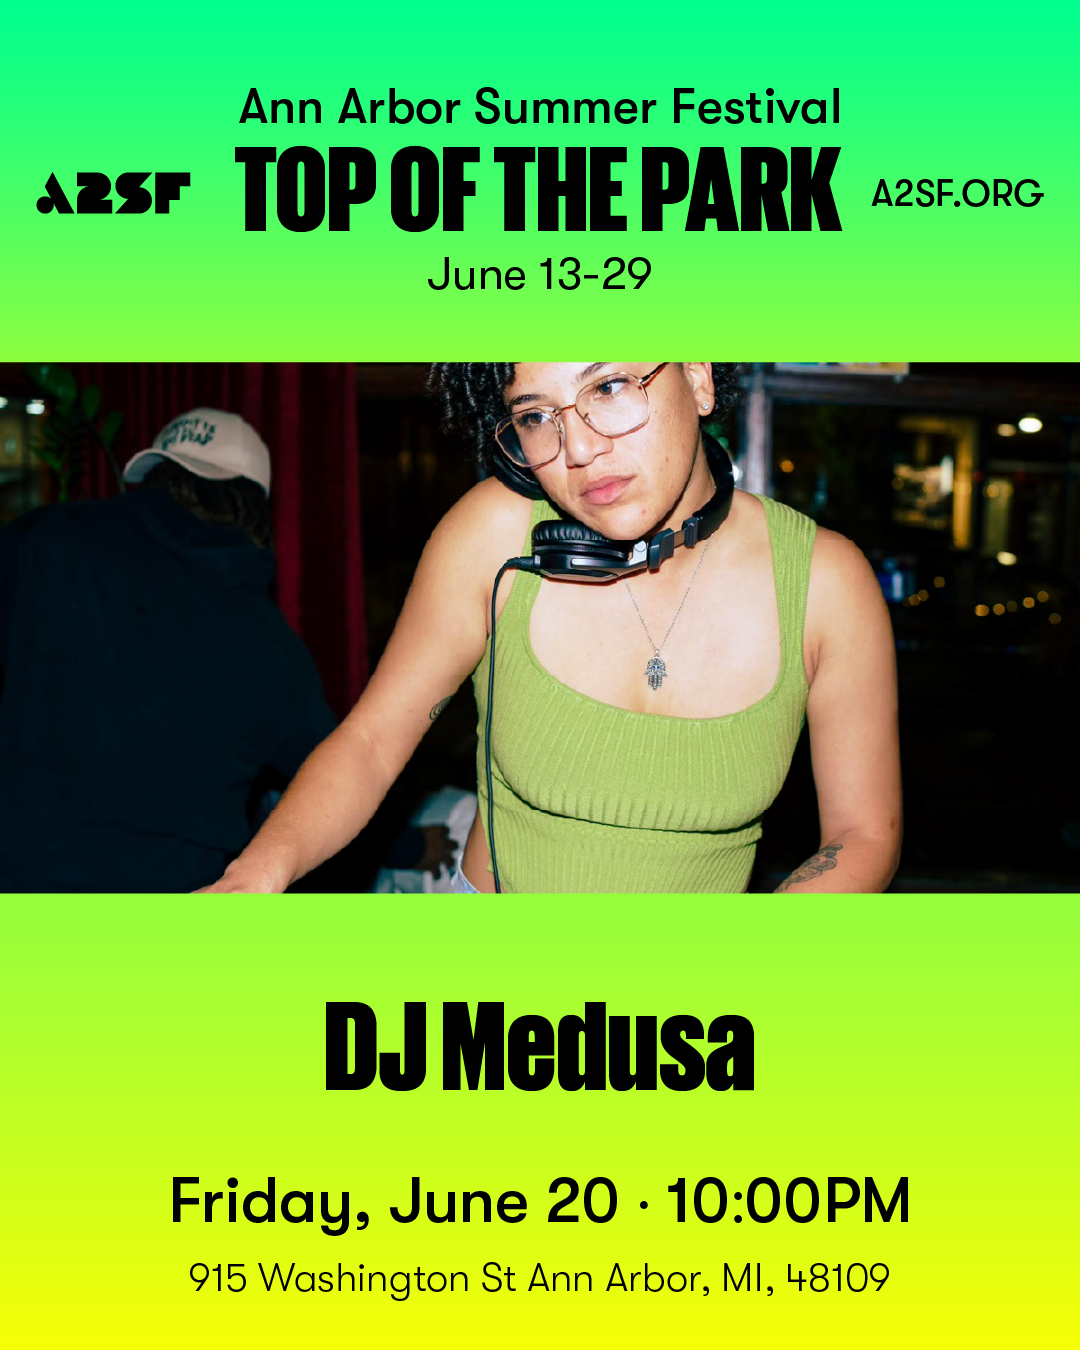 Ann Arbor Summer Festival
A2SF
TOP OF THE PARK
A2SF.ORG
June 13-29
DJ Medusa
Friday, June 20 · 10:00PM
915 Washington St Ann Arbor, MI, 48109